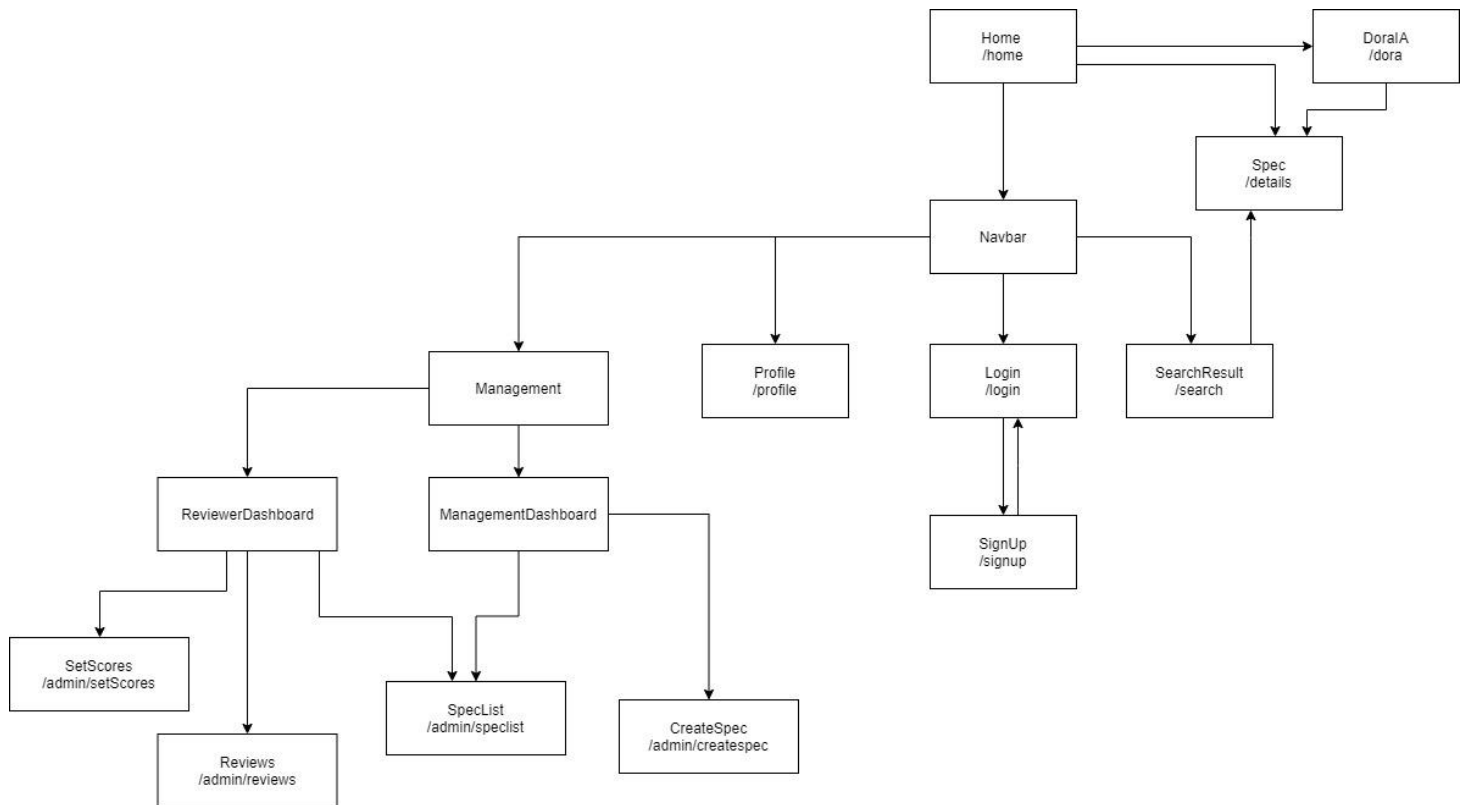 Home
/home
DoraIA
/dora
Spec
/details
Navbar
Management
Profile
/profile
Login
/login
SearchResult
/search
ReviewerDashboard
ManagementDashboard
SignUp
/signup
SetScores
/admin/setScores
SpecList
/admin/speclist
CreateSpec
/admin/createspec
Reviews
/admin/reviews